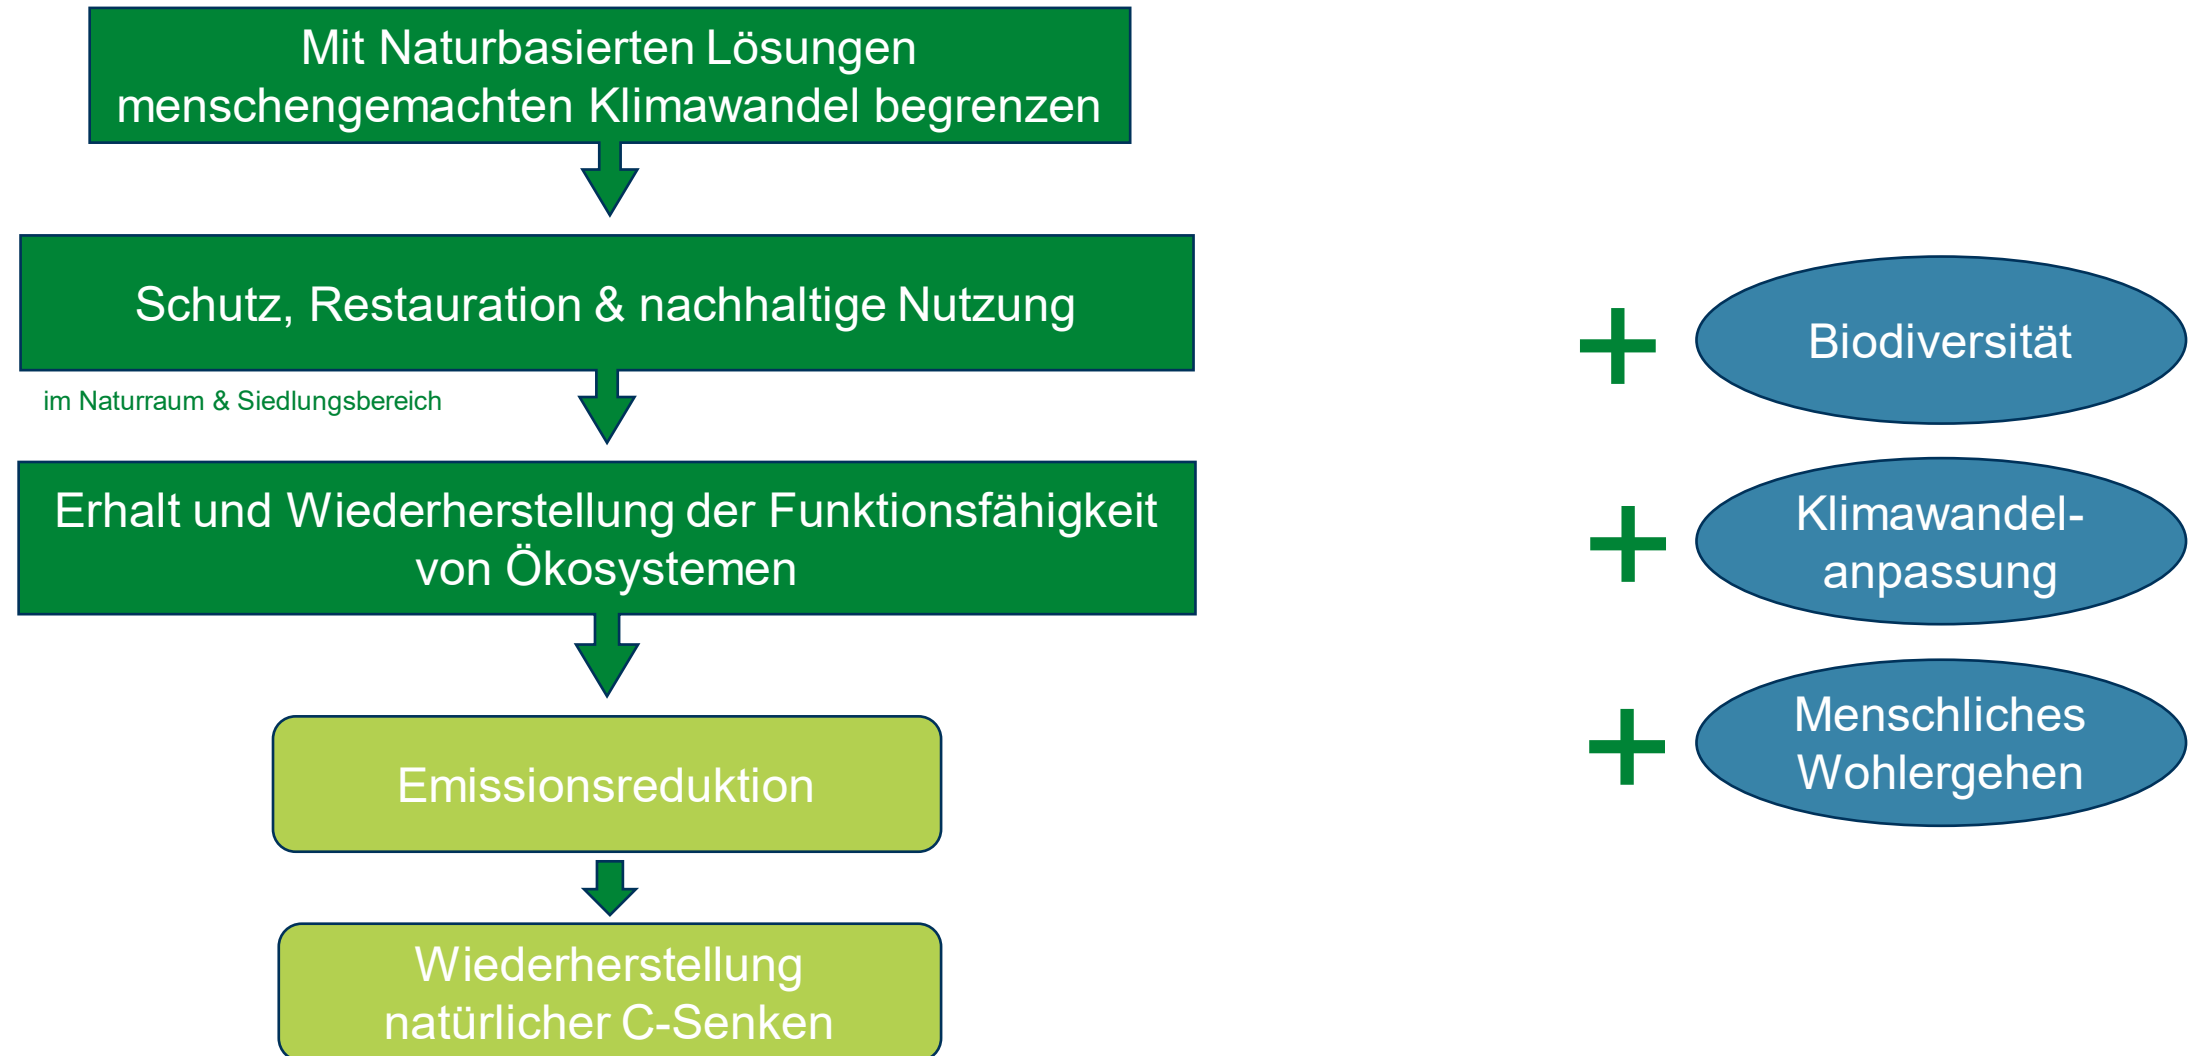 Mit Naturbasierten Lösungen
menschengemachten Klimawandel begrenzen
Schutz, Restauration & nachhaltige Nutzung
im Naturraum & Siedlungsbereich
Erhalt und Wiederherstellung der Funktionsfähigkeit
von Ökosystemen
Emissionsreduktion
Wiederherstellung
natürlicher C-Senken
+
Biodiversität
+
Klimawandel-
anpassung
+
Menschliches
Wohlergehen